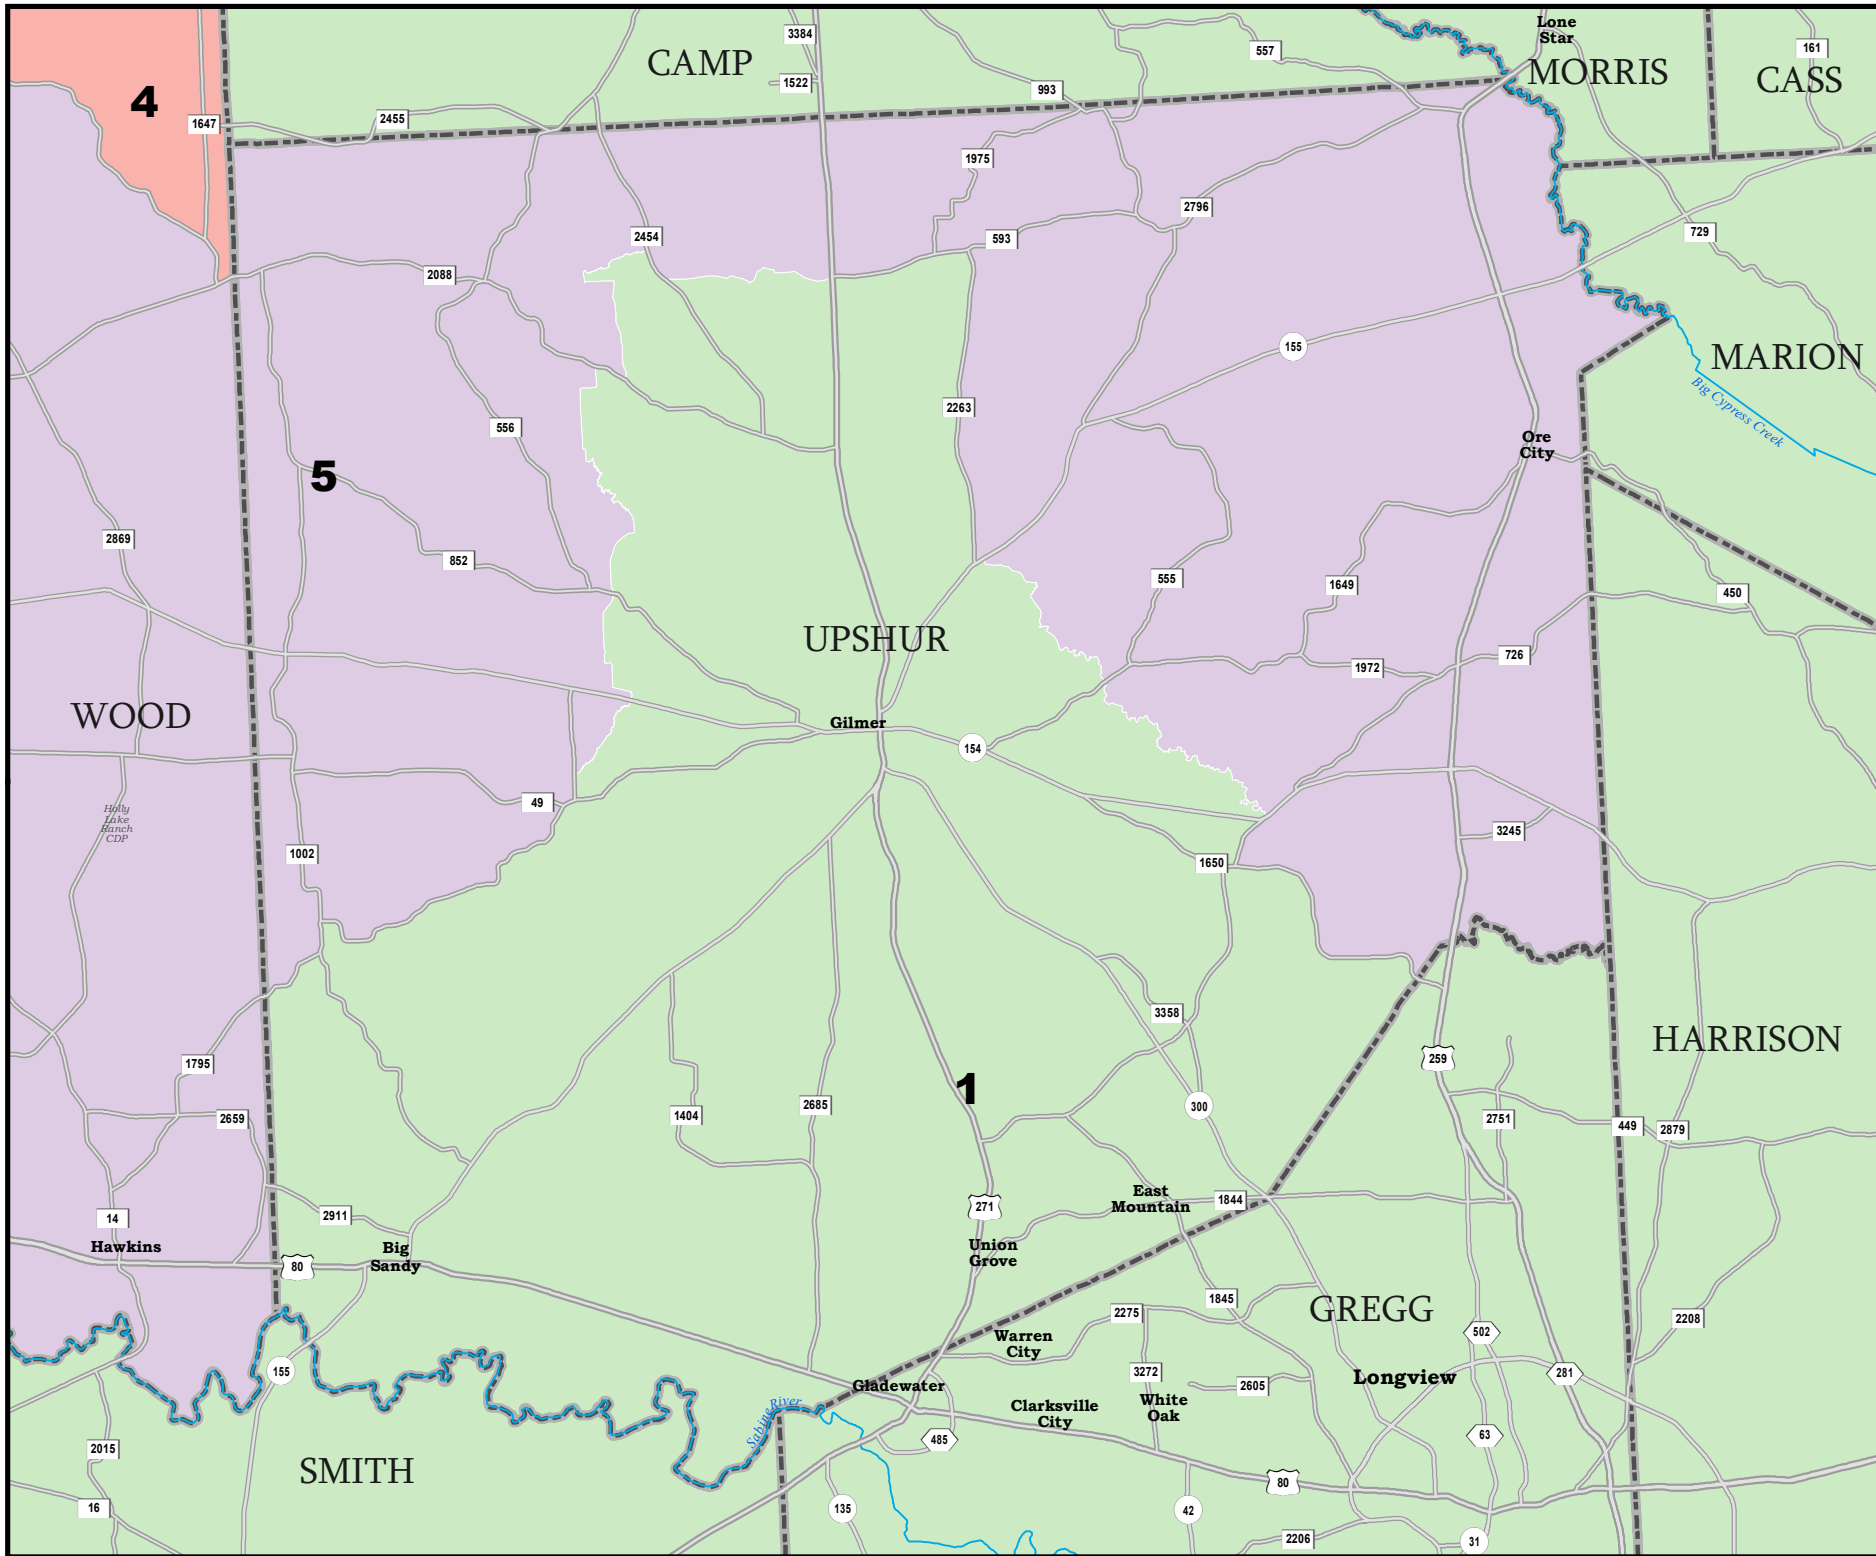 3384
Lone
Star
CAMP
557
161
MORRIS
CASS
1522
993
4
1647
2455
1975
2796
2454
593
729
2088
155
MARION
Big Cypress Creek
2263
556
Ore
City
5
2869
852
555
1649
450
UPSHUR
726
1972
WOOD
Gilmer
154
49
Holly
Lake
Ranch
CDP
3245
1002
1650
3358
HARRISON
259
1795
1
2659
1404
2685
300
2751
449
2879
14
2911
271
East
Mountain
1844
Hawkins
Big
Sandy
80
Union
Grove
1845
2275
GREGG
2208
502
Warren
City
155
3272
2605
Longview
281
Gladewater
White
Oak
Clarksville
City
Sabine River
485
63
2015
SMITH
80
16
135
42
2206
31